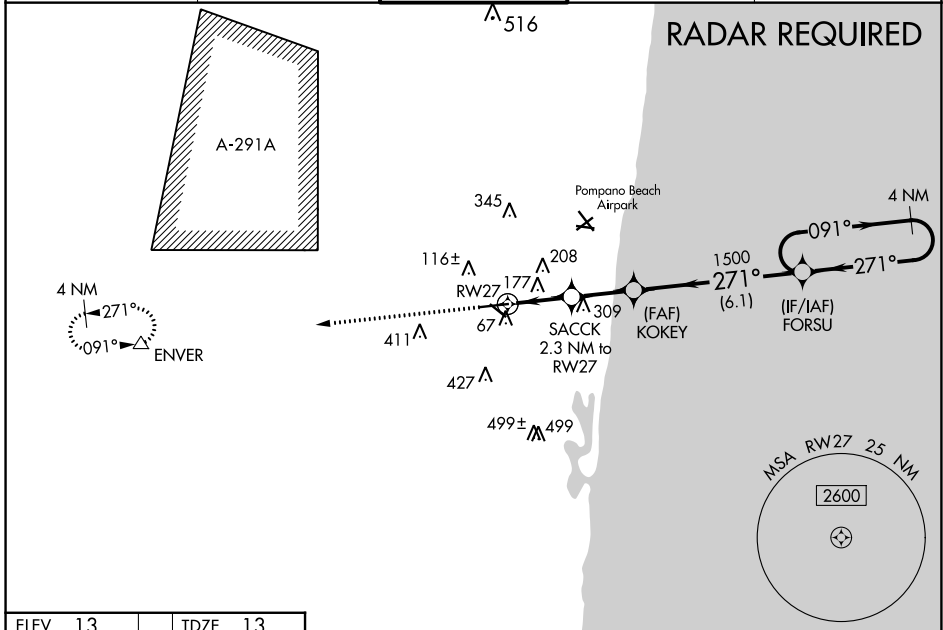 516
RADAR REQUIRED
A-291A
Pompano Beach
Airpark
4 NM
345
091°
116±
208
1500
271°
271°
177
RW27
(6.1)
(IF/IAF)
FORSU
4 NM
271°
67
309
(FAF)
KOKEY
SACCK
2.3 NM to
RW27
411
091°
ENVER
427
499±
499
MSA RW27 25 NM
2600
ELEV 13
TDZE 13